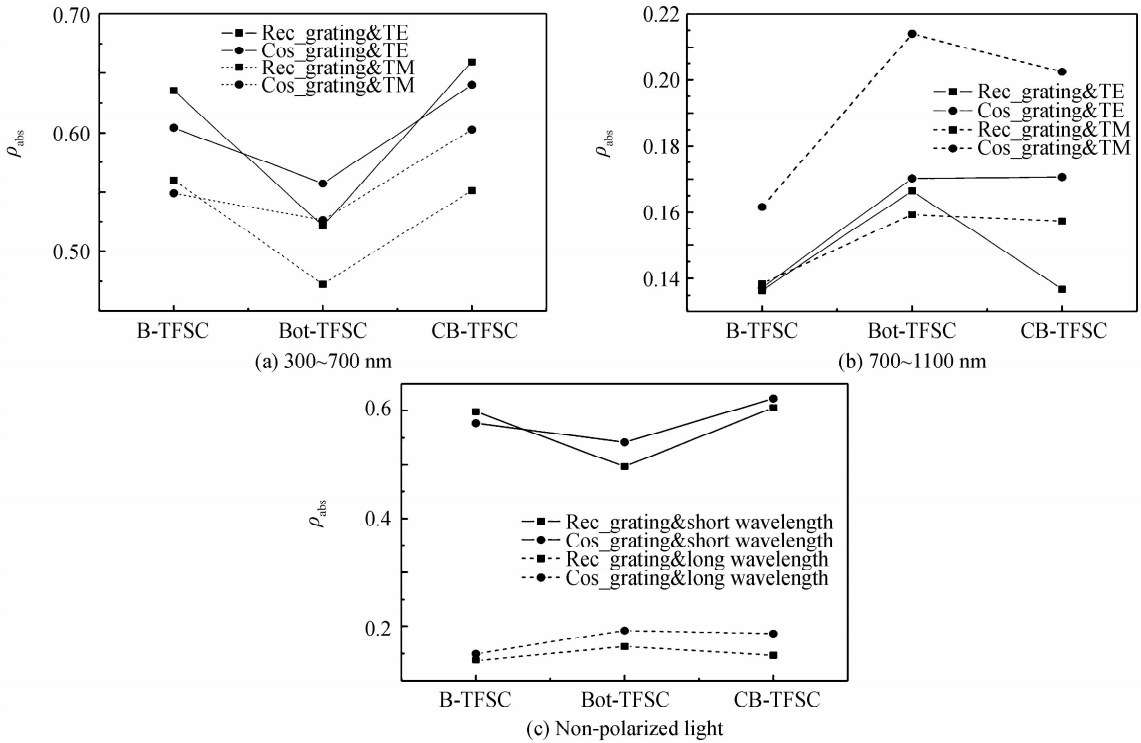 0.70
0.60
0.50
ρabs
Rec_grating&TE
Cos_grating&TE
Rec_grating&TM
Cos_grating&TM
B-TFSC Bot-TFSC CB-TFSC
(a) 300~700 nm
0.22
0.20
0.18
0.16
0.14
ρabs
Rec_grating&TE
Cos_grating&TE
Rec_grating&TM
Cos_grating&TM
B-TFSC Bot-TFSC CB-TFSC
(b) 700~1100 nm
0.6
0.4
0.2
ρabs
Rec_grating&short wavelength
Cos_grating&short wavelength
Rec_grating&long wavelength
Cos_grating&long wavelength
B-TFSC Bot-TFSC CB-TFSC
(c) Non-polarized light